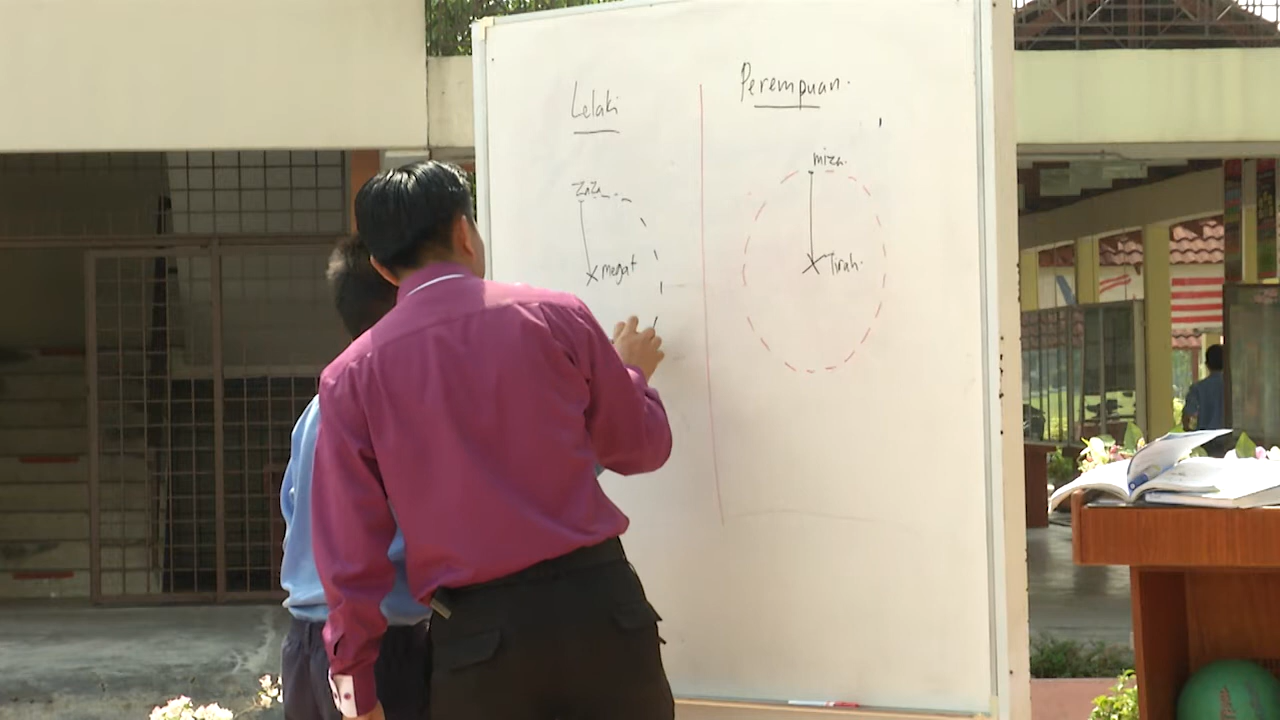 Lelaki
Perempuan.
Zaza
megat
miza.
Tirah.